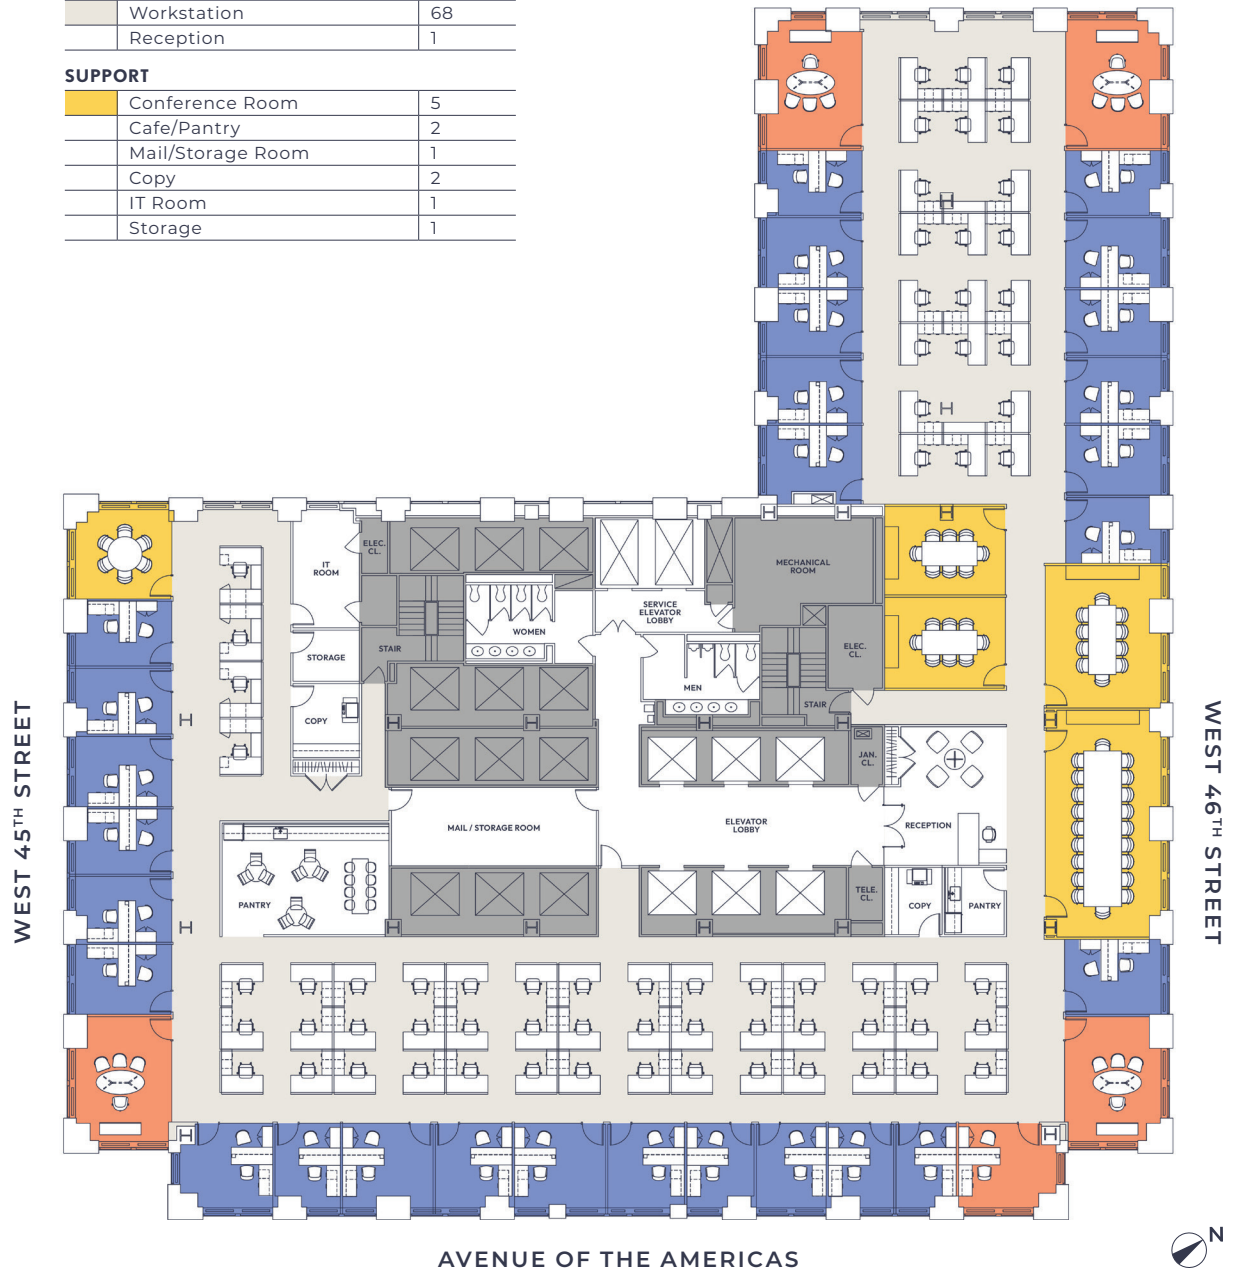 Workstation 68
Reception 1
SUPPORT
Conference Room 5
Cafe/Pantry 2
Mail/Storage Room 1
Copy 2
IT Room 1
Storage 1
ELEC.
CL.
IT
ROOM
MECHANICAL
ROOM
SERVICE
ELEVATOR
LOBBY
WOMEN
STAIR
STORAGE
ELEC.
CL.
MEN
STAIR
COPY
JAN.
CL.
MAIL / STORAGE ROOM
ELEVATOR
LOBBY
RECEPTION
PANTRY
TELE.
CL.
COPY
PANTRY
WEST 45TH STREET
WEST 46TH STREET
AVENUE OF THE AMERICAS
N